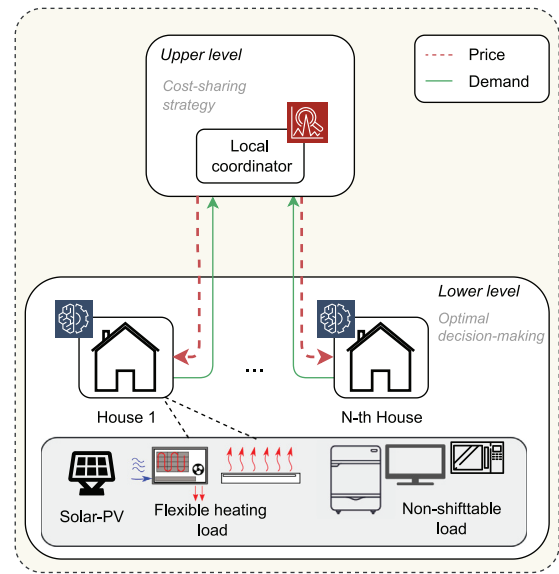 Upper level
Cost-sharing
strategy
Local
coordinator
Price
Demand
Lower level
Optimal
decision-making
...
House 1
N-th House
Solar-PV
Flexible heating
load
Non-shifttable
load